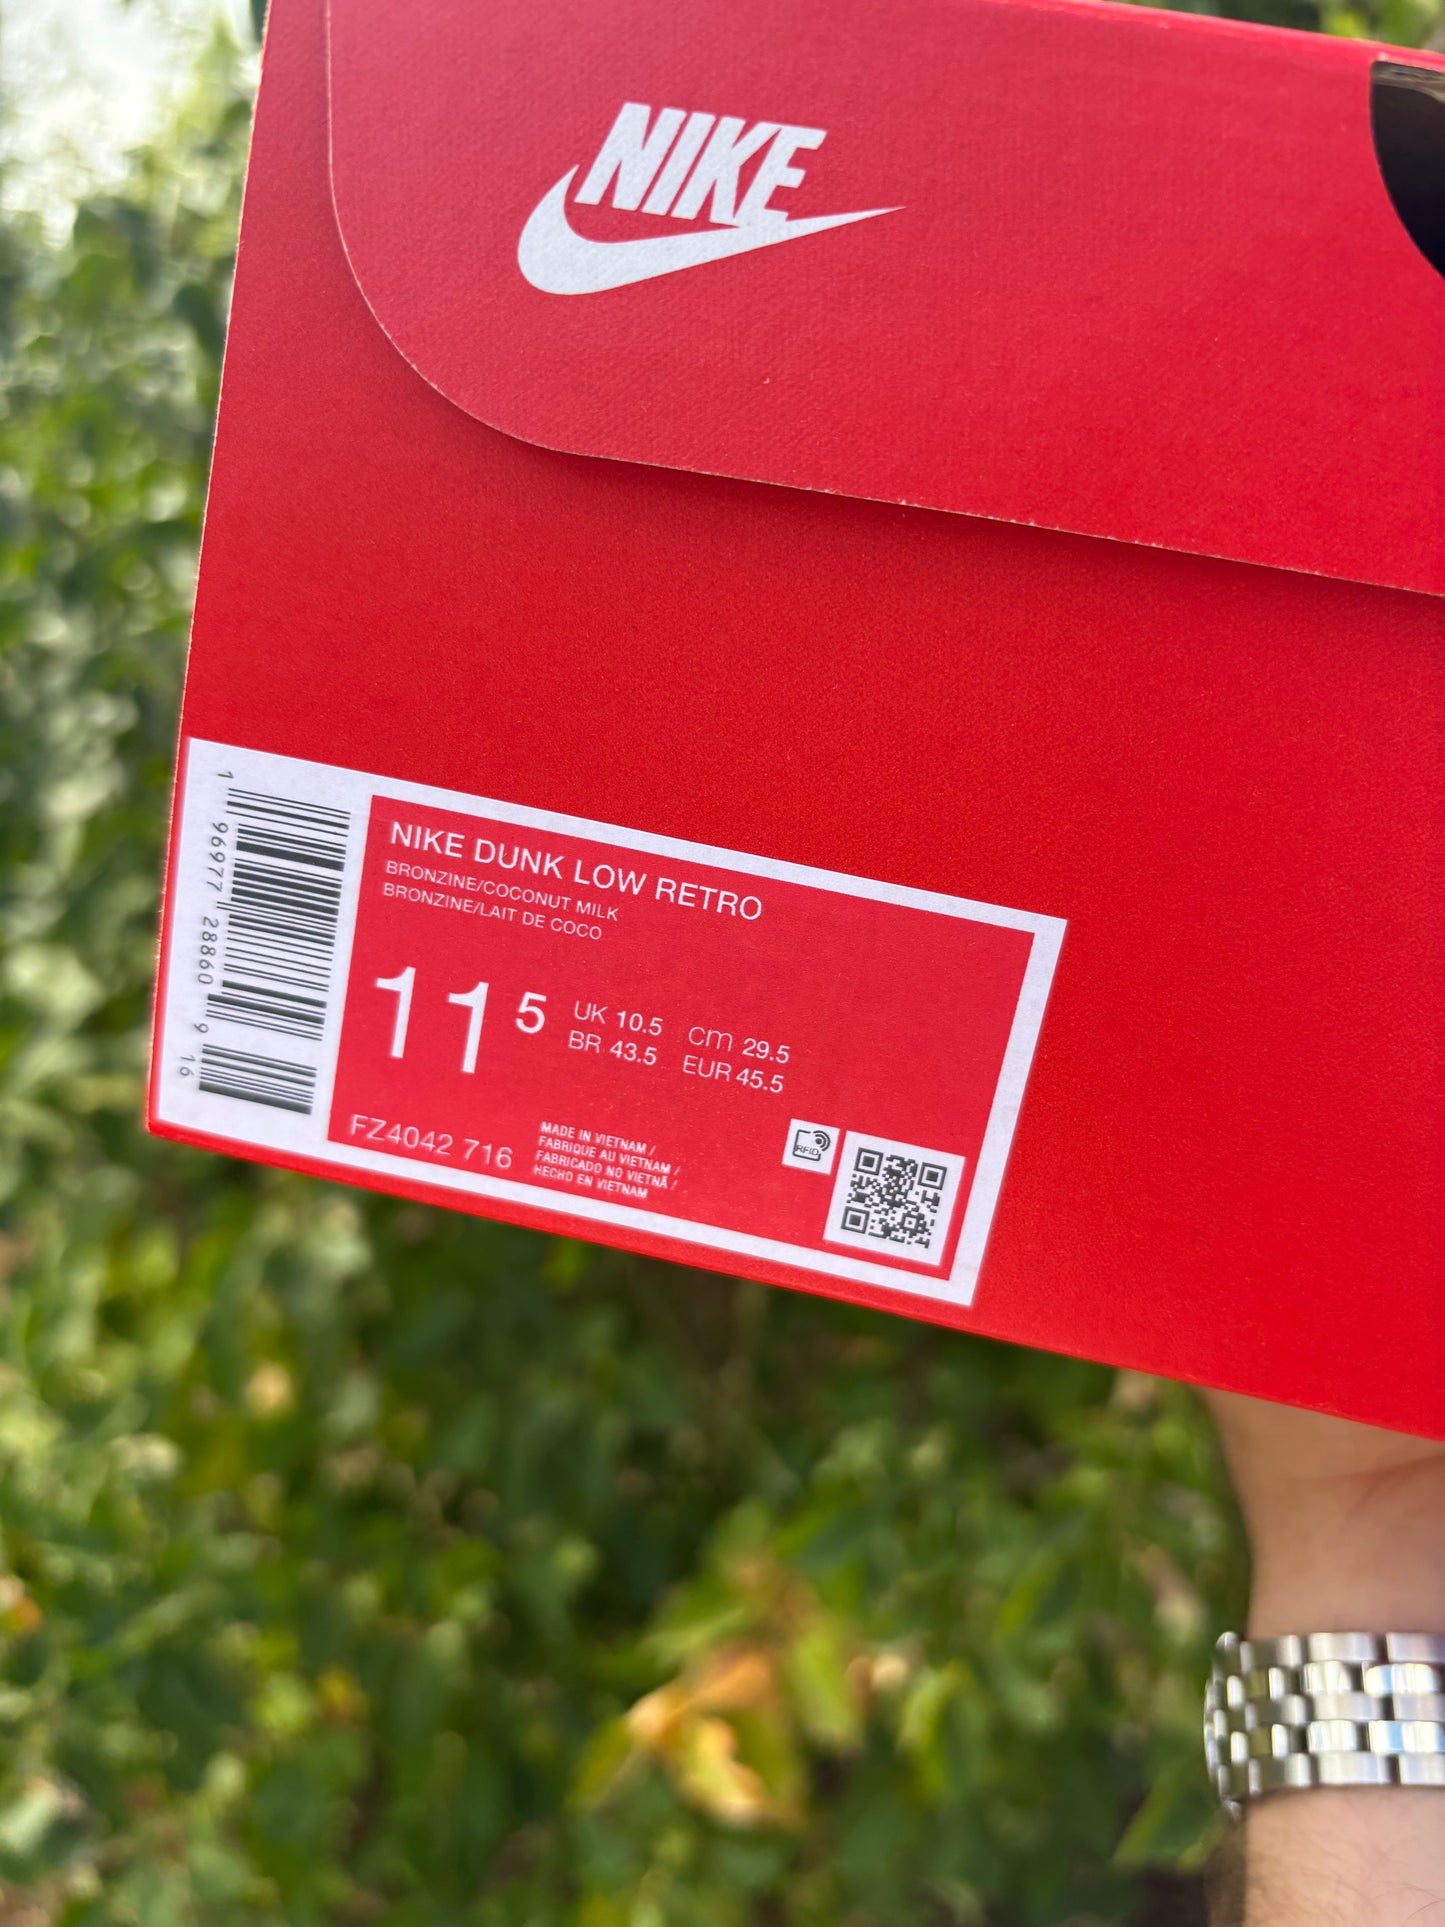 NIKE
NIKE DUNK LOW RETRO
BRONZINE/COCONUT MILK
BRONZINE/LAIT DE COCO
11 5
UK 10.5 cm 29.5
BR 43.5 EUR 45.5
FZ4042 716
MADE IN VIETNAM /
FABRIQUE AU VIETNAM /
FABRICADO NO VIETNÃ /
HECHO EN VIETNAM
RFID
1 96977 28860 9 16